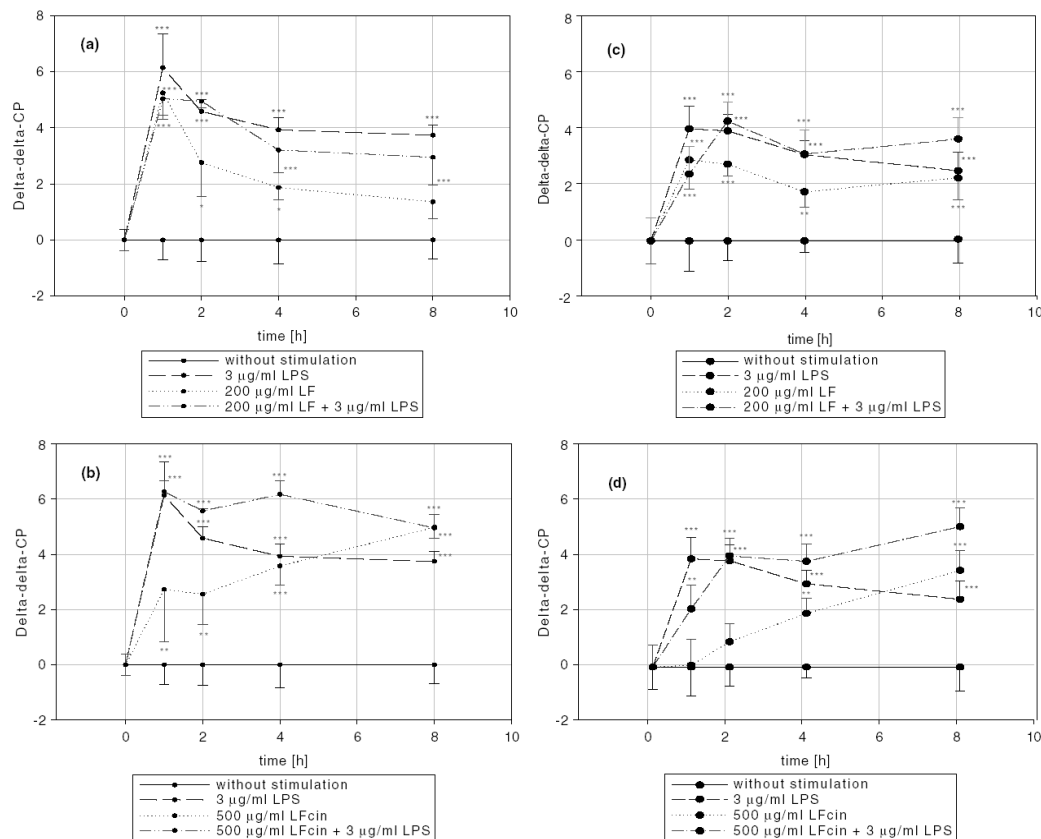 8
6
4
2
0
-2
Delta-delta-CP
(a)
***
***
***
***
***
***
***
***
*
*
0 2 4 6 8 10
time [h]
without stimulation
3 µg/ml LPS
200 µg/ml LF
200 µg/ml LF + 3 µg/ml LPS
8
6
4
2
0
-2
Delta-delta-CP
(c)
***
***
***
***
***
***
***
***
***
***
**
***
0 2 4 6 8 10
time [h]
without stimulation
3 µg/ml LPS
200 µg/ml LF
200 µg/ml LF + 3 µg/ml LPS
8
6
4
2
0
-2
Delta-delta-CP
(b)
***
***
***
***
***
***
***
***
***
***
**
**
0 2 4 6 8 10
time [h]
without stimulation
3 µg/ml LPS
500 µg/ml LFcin
500 µg/ml LFcin + 3 µg/ml LPS
8
6
4
2
0
-2
Delta-delta-CP
(d)
***
**
***
***
***
***
**
***
***
***
0 2 4 6 8 10
time [h]
without stimulation
3 µg/ml LPS
500 µg/ml LFcin
500 µg/ml LFcin + 3 µg/ml LPS